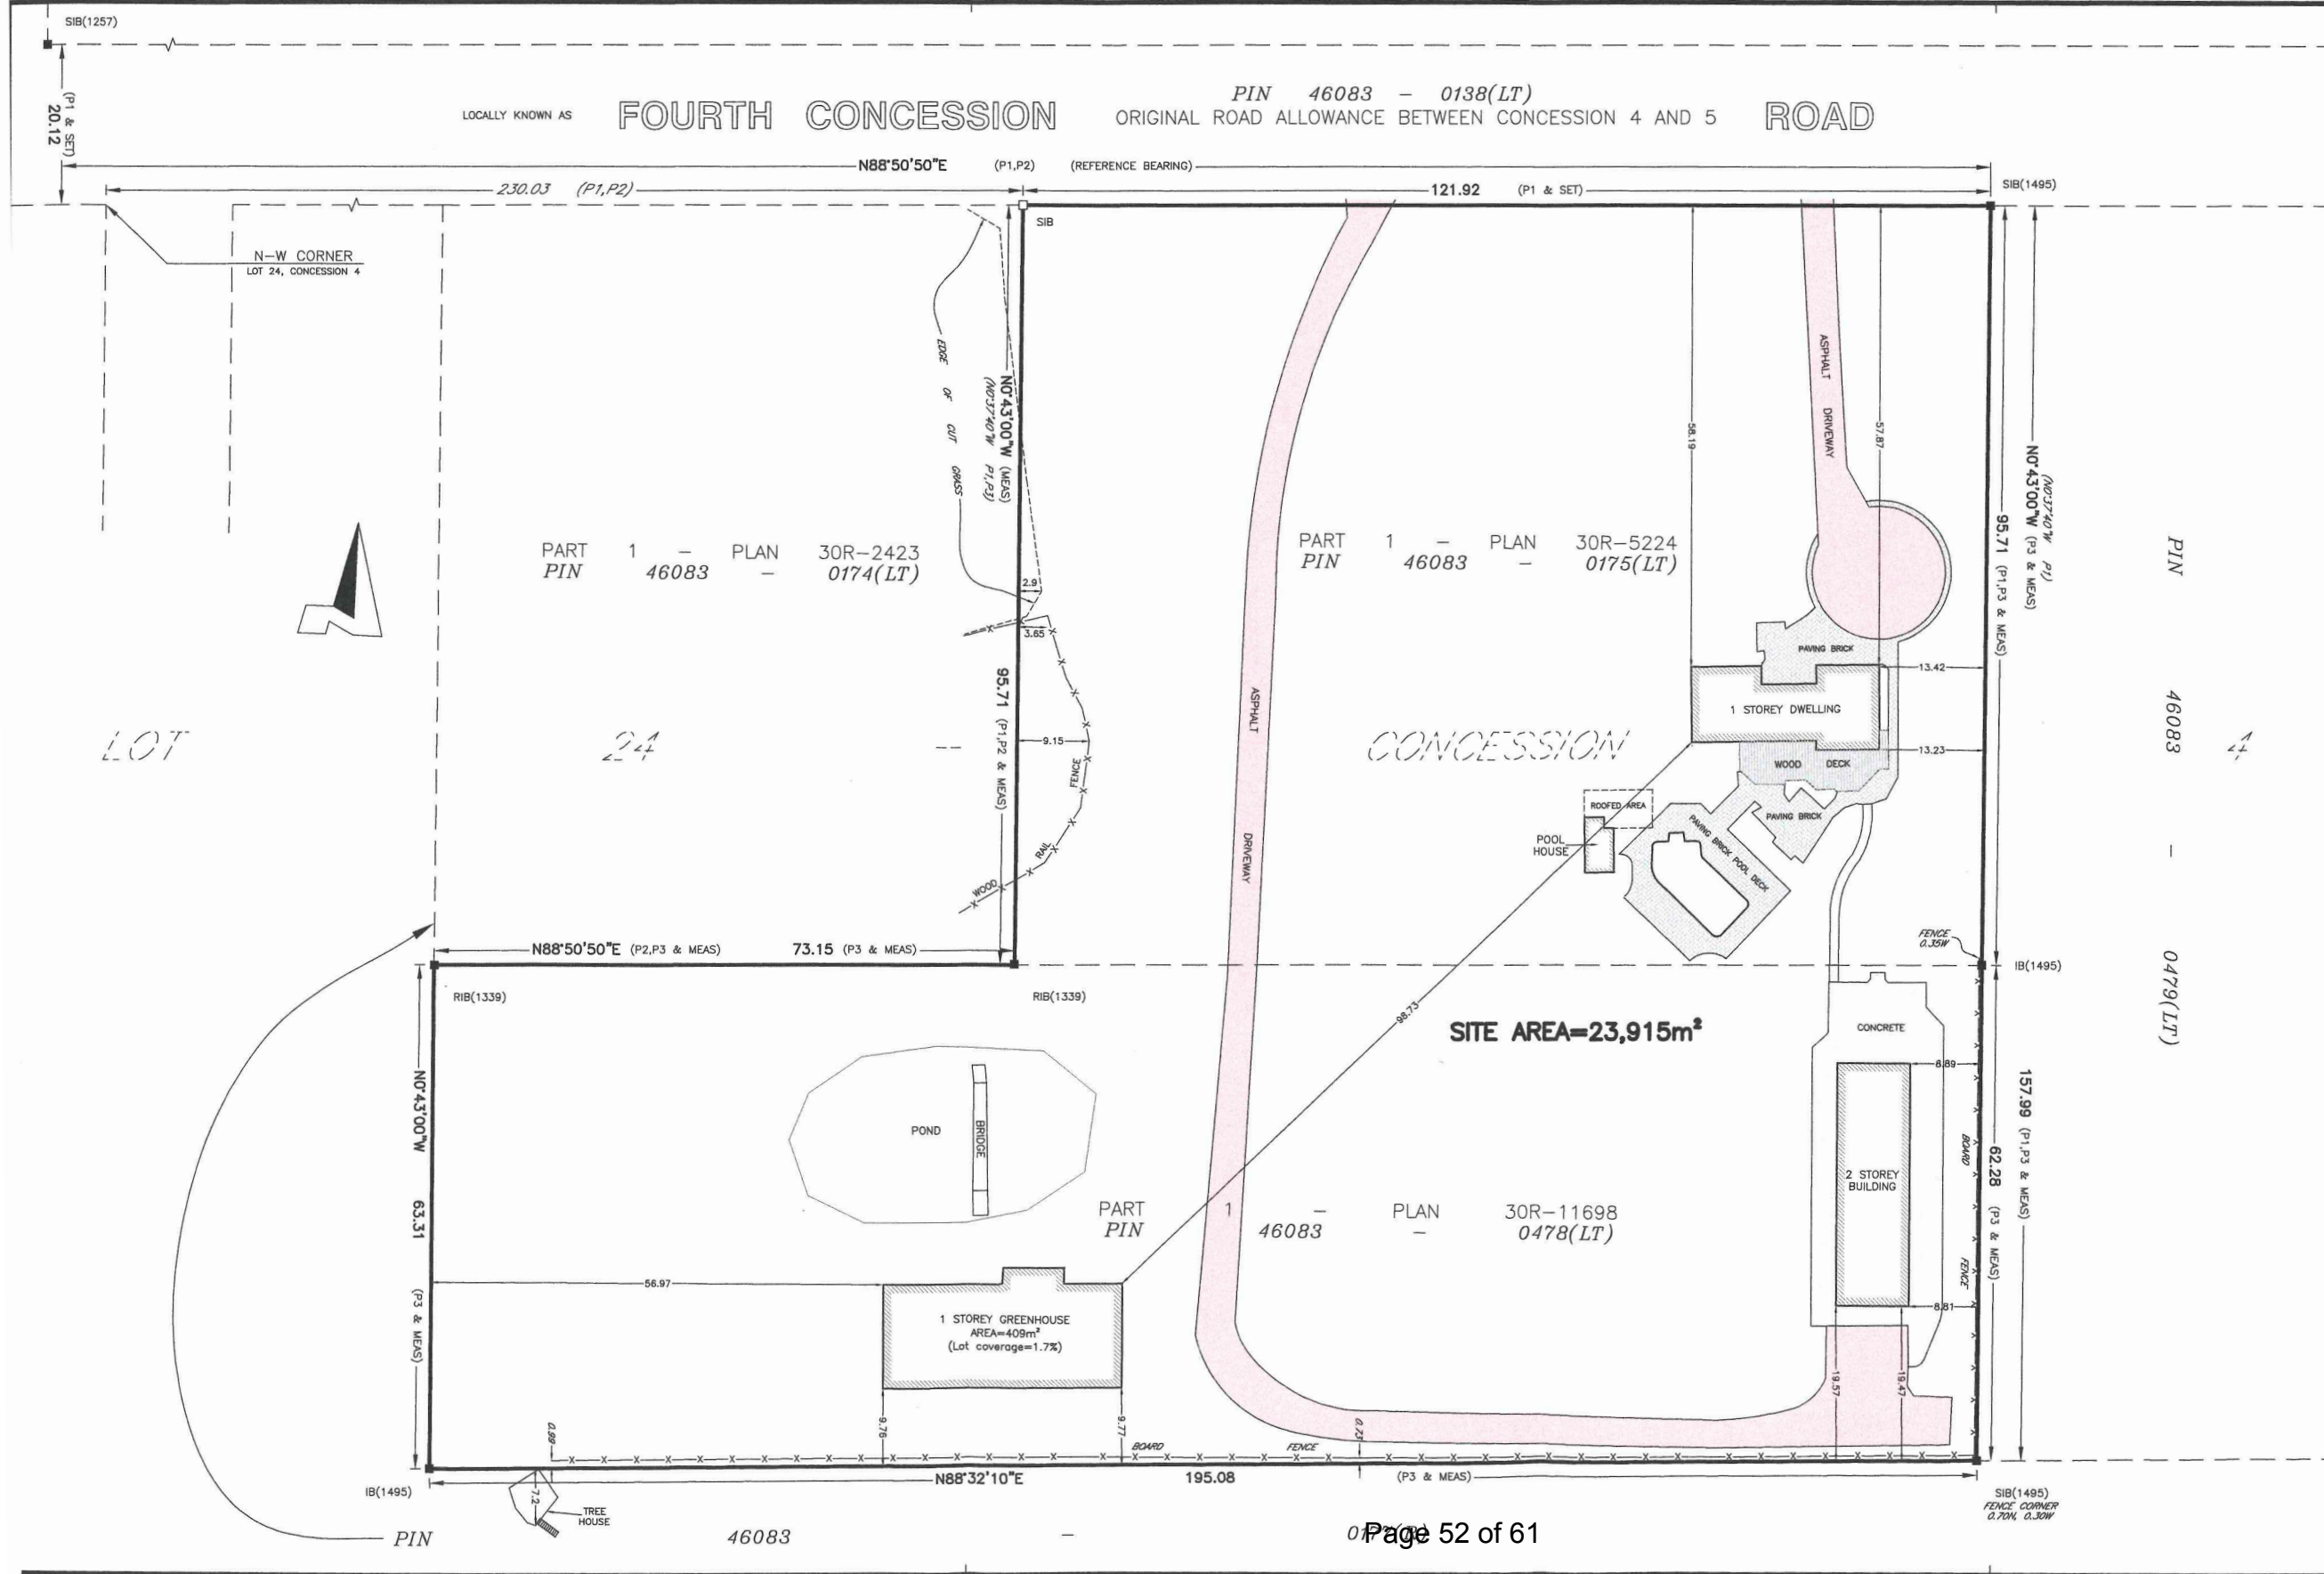 SIB(1257)
(P1 & SET)
20.12
LOCALLY KNOWN AS FOURTH CONCESSION ROAD
PIN 46083 – 0138(LT)
ORIGINAL ROAD ALLOWANCE BETWEEN CONCESSION 4 AND 5
N88°50'50"E (P1,P2) (REFERENCE BEARING)
230.03 (P1,P2)
121.92 (P1 & SET)
SIB(1495)
SIB
N-W CORNER
LOT 24, CONCESSION 4
EDGE OF CUT GRASS
N0°43'00"W (MEAS)
(N0°37'40"W P1,P3)
58.19
57.87
ASPHALT DRIVEWAY
(N0°37'40"W P1)
N0°43'00"W (P3 & MEAS)
95.71 (P1,P3 & MEAS)
PART 1 – PLAN 30R-2423
PIN 46083 – 0174(LT)
PART 1 – PLAN 30R-5224
PIN 46083 – 0175(LT)
PIN 46083 – 0479(LT)
2.9
3.65
PAVING BRICK
13.42
1 STOREY DWELLING
13.23
WOOD DECK
PAVING BRICK
ROOFED AREA
POOL
HOUSE
PAVING BRICK POOL DECK
95.71 (P1,P2 & MEAS)
9.15
WOOD RAIL FENCE
ASPHALT DRIVEWAY
LOT 24 -- CONCESSION 4
FENCE
0.35W
N88°50'50"E (P2,P3 & MEAS) 73.15 (P3 & MEAS)
IB(1495)
RIB(1339)
RIB(1339)
98.73
SITE AREA=23,915m²
CONCRETE
8.89
N0°43'00"W 63.31 (P3 & MEAS)
POND
BRIDGE
2 STOREY
BUILDING
BOARD FENCE
62.28 (P3 & MEAS)
157.99 (P1,P3 & MEAS)
PART 1 – PLAN 30R-11698
PIN 46083 – 0478(LT)
56.97
8.81
1 STOREY GREENHOUSE
AREA=409m²
(Lot coverage=1.7%)
19.57
19.47
0.99
9.76
9.77
0.73
BOARD FENCE
N88°32'10"E 195.08 (P3 & MEAS)
IB(1495)
7.2
TREE
HOUSE
SIB(1495)
FENCE CORNER
0.70N, 0.30W
PIN 46083 –
Page 52 of 61